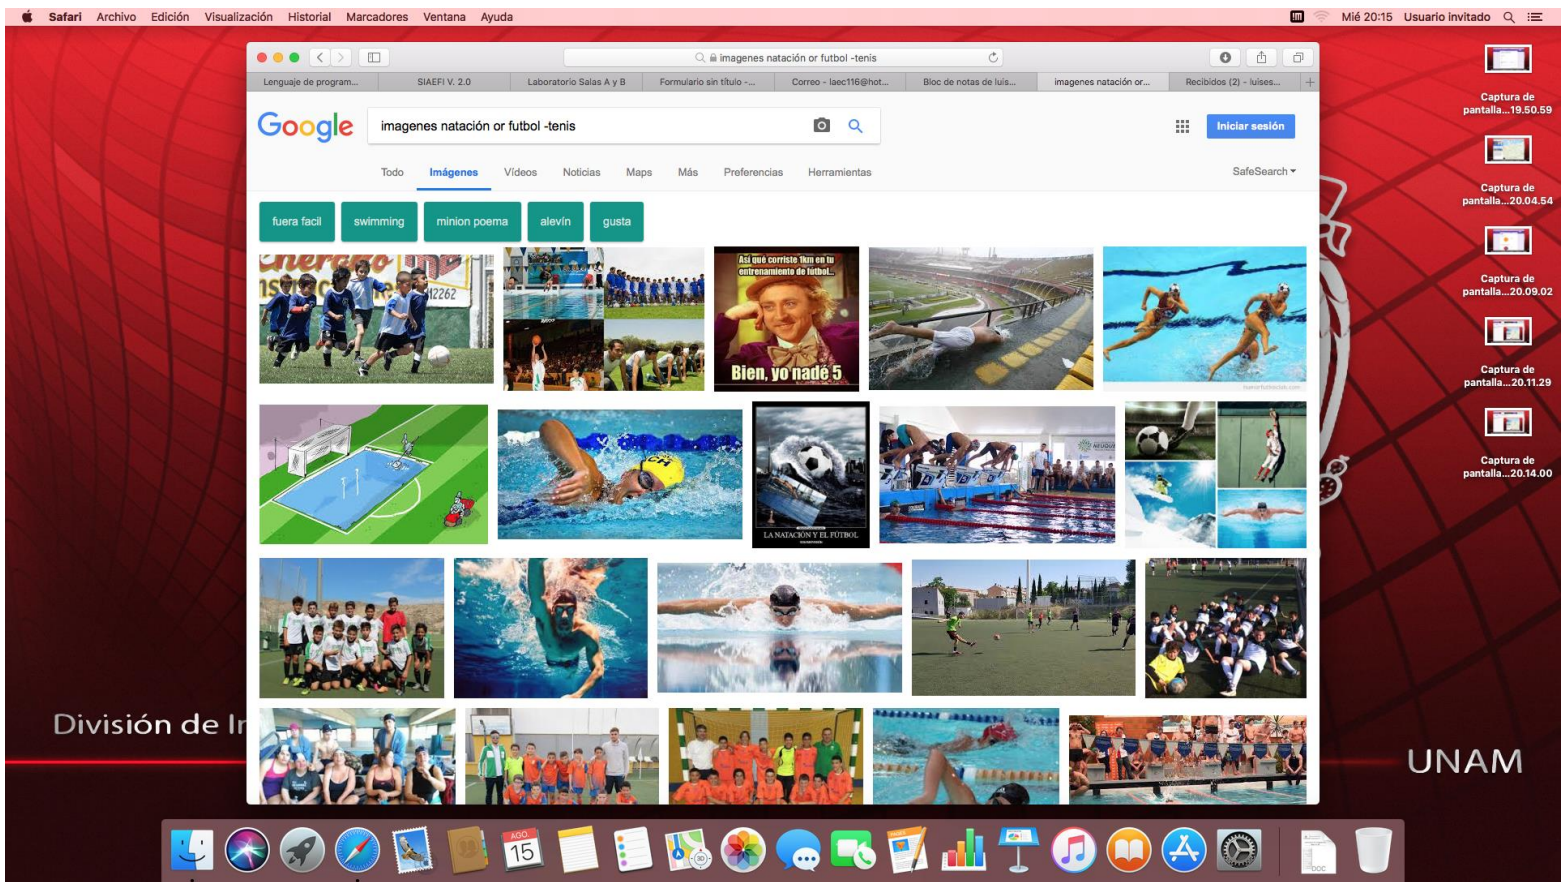 Safari Archivo Edición Visualización Historial Marcadores Ventana Ayuda
Mié 20:15 Usuario invitado
imagenes natación or futbol -tenis
Lenguaje de program...
SIAEFI V. 2.0
Laboratorio Salas A y B
Formulario sin título -...
Correo - laec116@hot...
Bloc de notas de luis...
imagenes natación or...
Recibidos (2) - luises...
Google
imagenes natación or futbol -tenis
Iniciar sesión
Todo Imágenes Vídeos Noticias Maps Más Preferencias Herramientas
SafeSearch
fuera facil
swimming
minion poema
alevín
gusta
2262
Así qué corriste 1km en tu
entrenamiento de futbol...
Bien, yo nadé 5
LA NATACIÓN Y EL FÚTBOL
Captura de
pantalla...19.50.59
Captura de
pantalla...20.04.54
Captura de
pantalla...20.09.02
Captura de
pantalla...20.11.29
Captura de
pantalla...20.14.00
División de In
UNAM
AGO.
15
3D
DOC